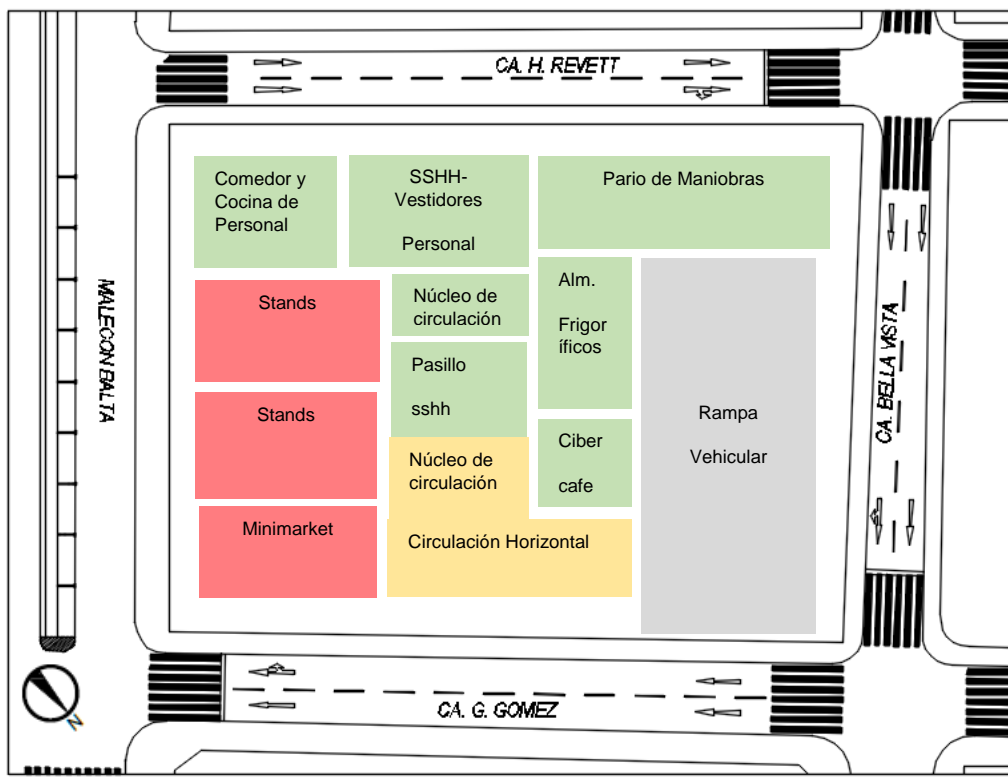 CA. H. REVETT
Comedor y
Cocina de
Personal
SSHH-
Vestidores
Personal
Pario de Maniobras
Stands
Núcleo de
circulación
Alm.
Frigor
íficos
MALECON BALTA
CA. BELLA VISTA
Pasillo
sshh
Stands
Rampa
Vehicular
Núcleo de
circulación
Ciber
cafe
Minimarket
Circulación Horizontal
N
CA. G. GOMEZ